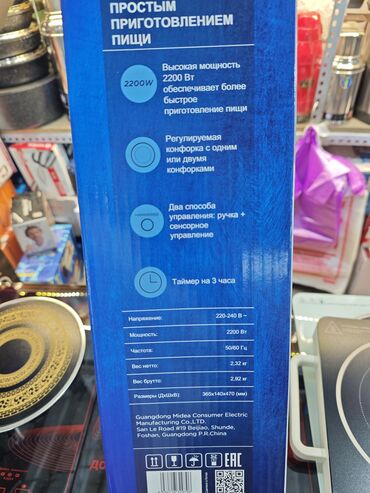 ПРОСТЫМ
ПРИГОТОВЛЕНИЕМ
ПИЩИ
2200W
Высокая мощность
2200 Вт
обеспечивает более
быстрое
приготовление пищи
Регулируемая
конфорка с одним
или двумя
конфорками
Два способа
управления: ручка +
сенсорное
управление
Таймер на 3 часа
Напряжение: 220-240 В ~
Мощность: 2200 Вт
Частота: 50/60 Гц
Вес нетто: 2,32 кг
Вес брутто: 2,92 кг
Размеры (ДхШхВ): 365x140x470 (мм)
Guangdong Midea Consumer Electric
Manufacturing Co.,LTD.
San Le Road #19 Beijiao, Shunde,
Foshan, Guangdong P.R.China
EAC